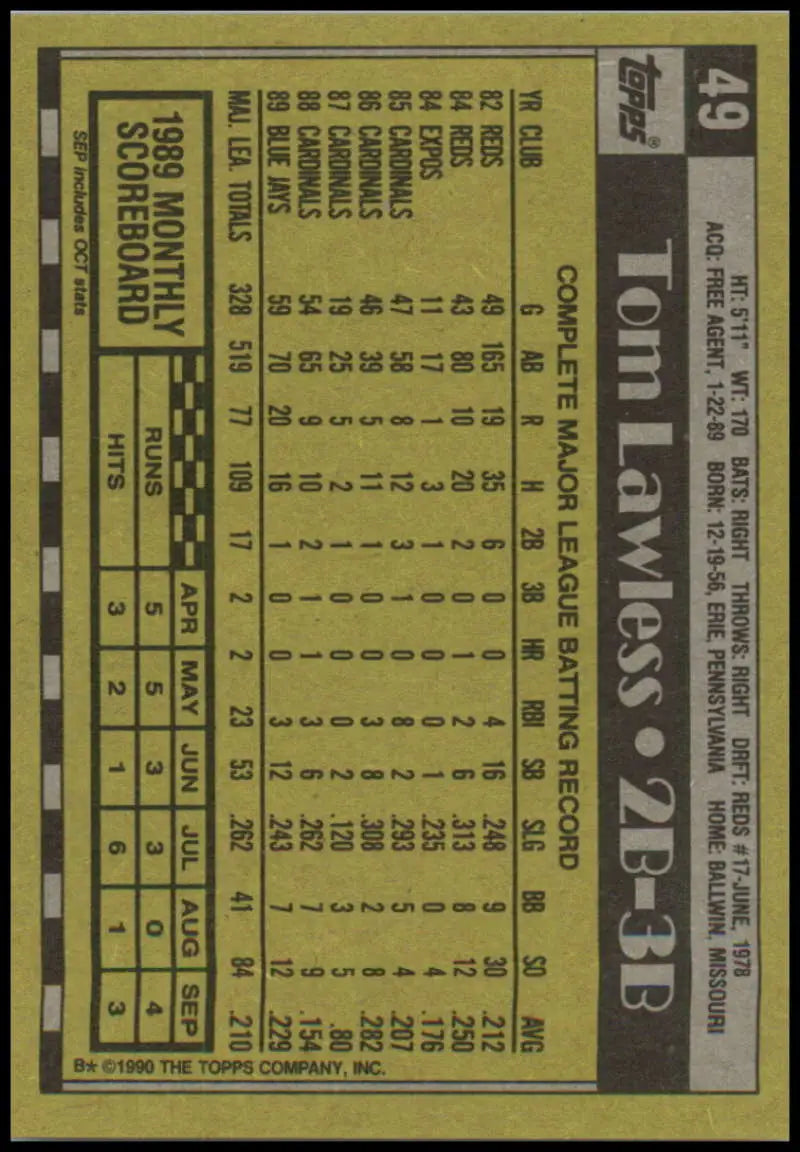 49
HT: 5'11" WT: 170 BATS: RIGHT THROWS: RIGHT DRFT: REDS #17-JUNE, 1978
ACQ: FREE AGENT, 1-22-89 BORN: 12-19-56, ERIE, PENNSYLVANIA HOME: BALLWIN, MISSOURI
TOPPS®
Tom Lawless • 2B-3B
COMPLETE MAJOR LEAGUE BATTING RECORD
YR CLUB G AB R H 2B 3B HR RBI SB SLG BB SO AVG
82 REDS 49 165 19 35 6 0 0 4 16 .248 9 30 .212
84 REDS 43 80 10 20 2 0 1 2 6 .313 8 12 .250
84 EXPOS 11 17 1 3 1 0 0 0 1 .235 0 4 .176
85 CARDINALS 47 58 8 12 3 1 0 8 2 .293 5 4 .207
86 CARDINALS 46 39 5 11 1 0 0 3 8 .308 2 8 .282
87 CARDINALS 19 25 5 2 1 0 0 0 2 .120 3 5 .80
88 CARDINALS 54 65 9 10 2 1 1 3 6 .262 7 9 .154
89 BLUE JAYS 59 70 20 16 1 0 0 3 12 .243 7 12 .229
MAJ. LEA. TOTALS 328 519 77 109 17 2 2 23 53 .262 41 84 .210
1989 MONTHLY
SCOREBOARD
APR MAY JUN JUL AUG SEP
RUNS 5 5 3 3 0 4
HITS 3 2 1 6 1 3
SEP includes OCT stats
B* ©1990 THE TOPPS COMPANY, INC.